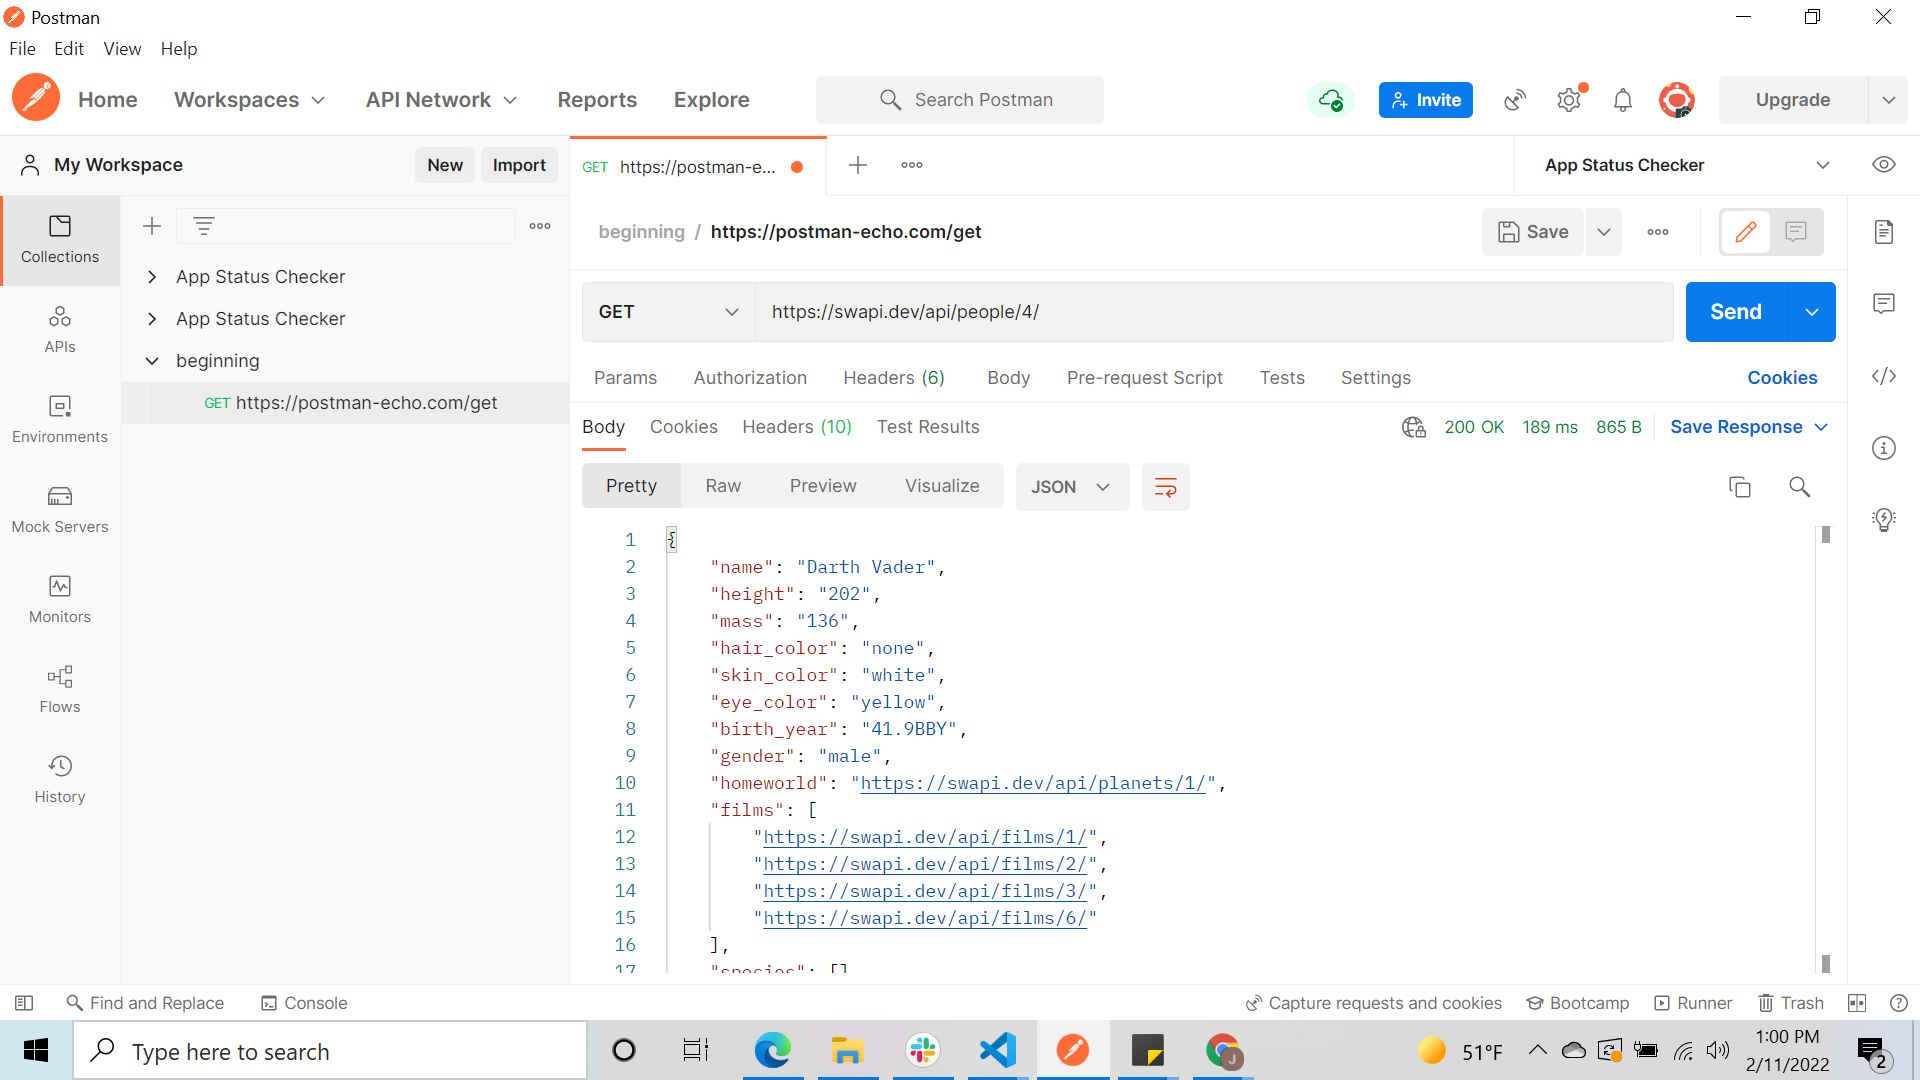 Postman
File Edit View Help
Home Workspaces API Network Reports Explore Search Postman Invite Upgrade
My Workspace New Import
GET https://postman-e...
App Status Checker
Collections
APIs
Environments
Mock Servers
Monitors
Flows
History
App Status Checker
App Status Checker
beginning
GET https://postman-echo.com/get
beginning / https://postman-echo.com/get
Save
GET https://swapi.dev/api/people/4/ Send
Params Authorization Headers (6) Body Pre-request Script Tests Settings Cookies
Body Cookies Headers (10) Test Results 200 OK 189 ms 865 B Save Response
Pretty Raw Preview Visualize JSON
1 {
2 "name": "Darth Vader",
3 "height": "202",
4 "mass": "136",
5 "hair_color": "none",
6 "skin_color": "white",
7 "eye_color": "yellow",
8 "birth_year": "41.9BBY",
9 "gender": "male",
10 "homeworld": "https://swapi.dev/api/planets/1/",
11 "films": [
12 "https://swapi.dev/api/films/1/",
13 "https://swapi.dev/api/films/2/",
14 "https://swapi.dev/api/films/3/",
15 "https://swapi.dev/api/films/6/"
16 ],
17 "species": []
Find and Replace Console Capture requests and cookies Bootcamp Runner Trash
Type here to search
J
51°F
1:00 PM
2/11/2022
2